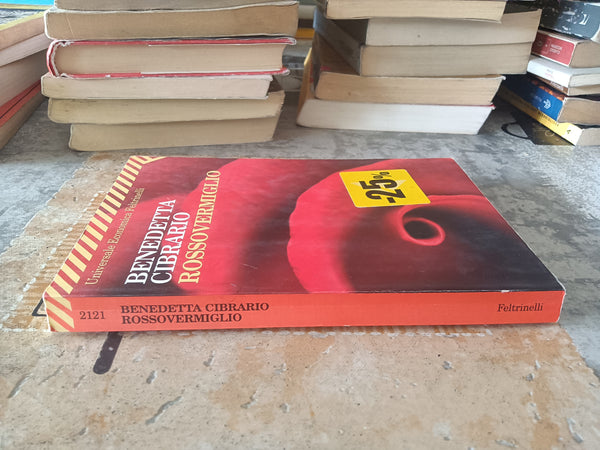 Universale Economica Feltrinelli
BENEDETTA
CIBRARIO
ROSSOVERMIGLIO
-25%
2121
BENEDETTA CIBRARIO
ROSSOVERMIGLIO
Feltrinelli